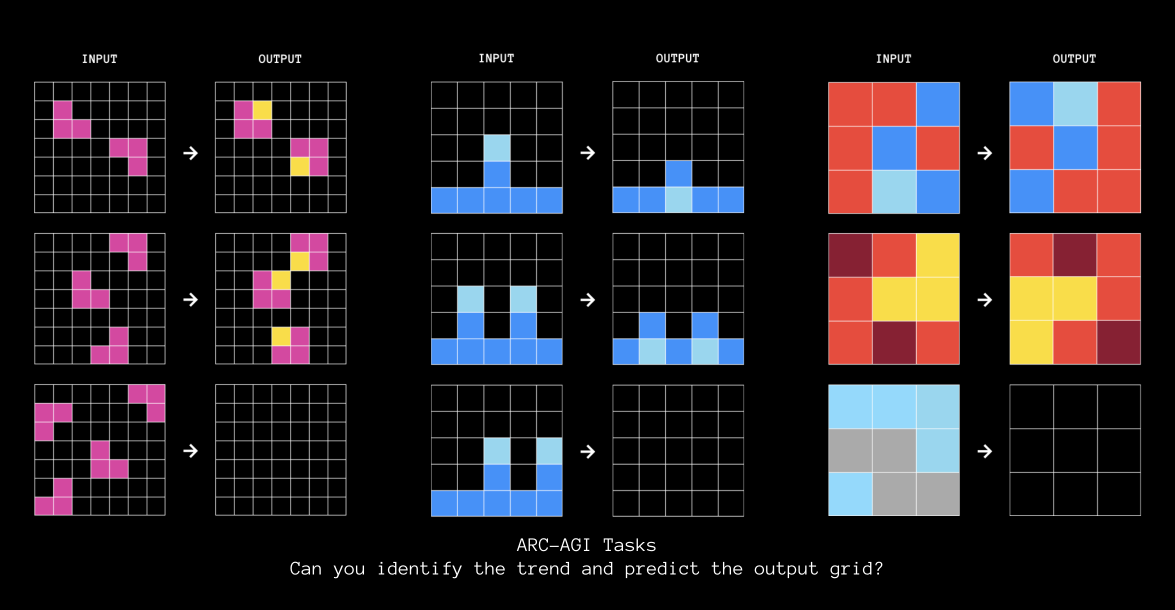 INPUT OUTPUT INPUT OUTPUT INPUT OUTPUT
ARC-AGI Tasks
Can you identify the trend and predict the output grid?